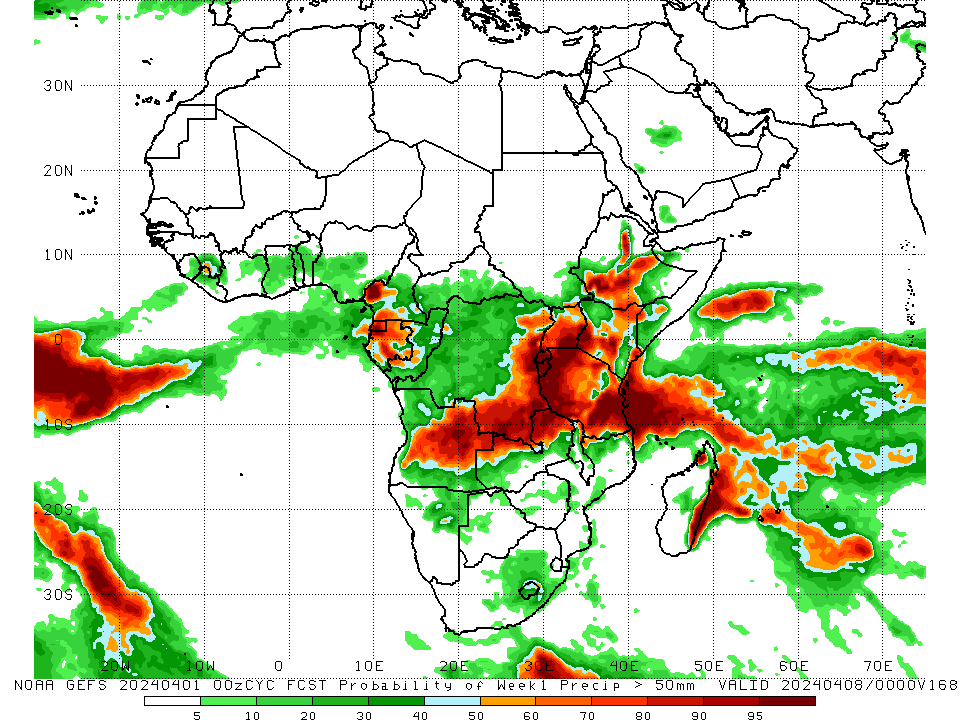 30N
20N
10N
0
10S
20S
30S
20W 10W 0 10E 20E 30E 40E 50E 60E 70E
NOAA GEFS 20240401 00zCYC FCST Probability of Week1 Precip > 50mm VALID 20240408/0000V168
5 10 20 30 40 50 60 70 80 90 95